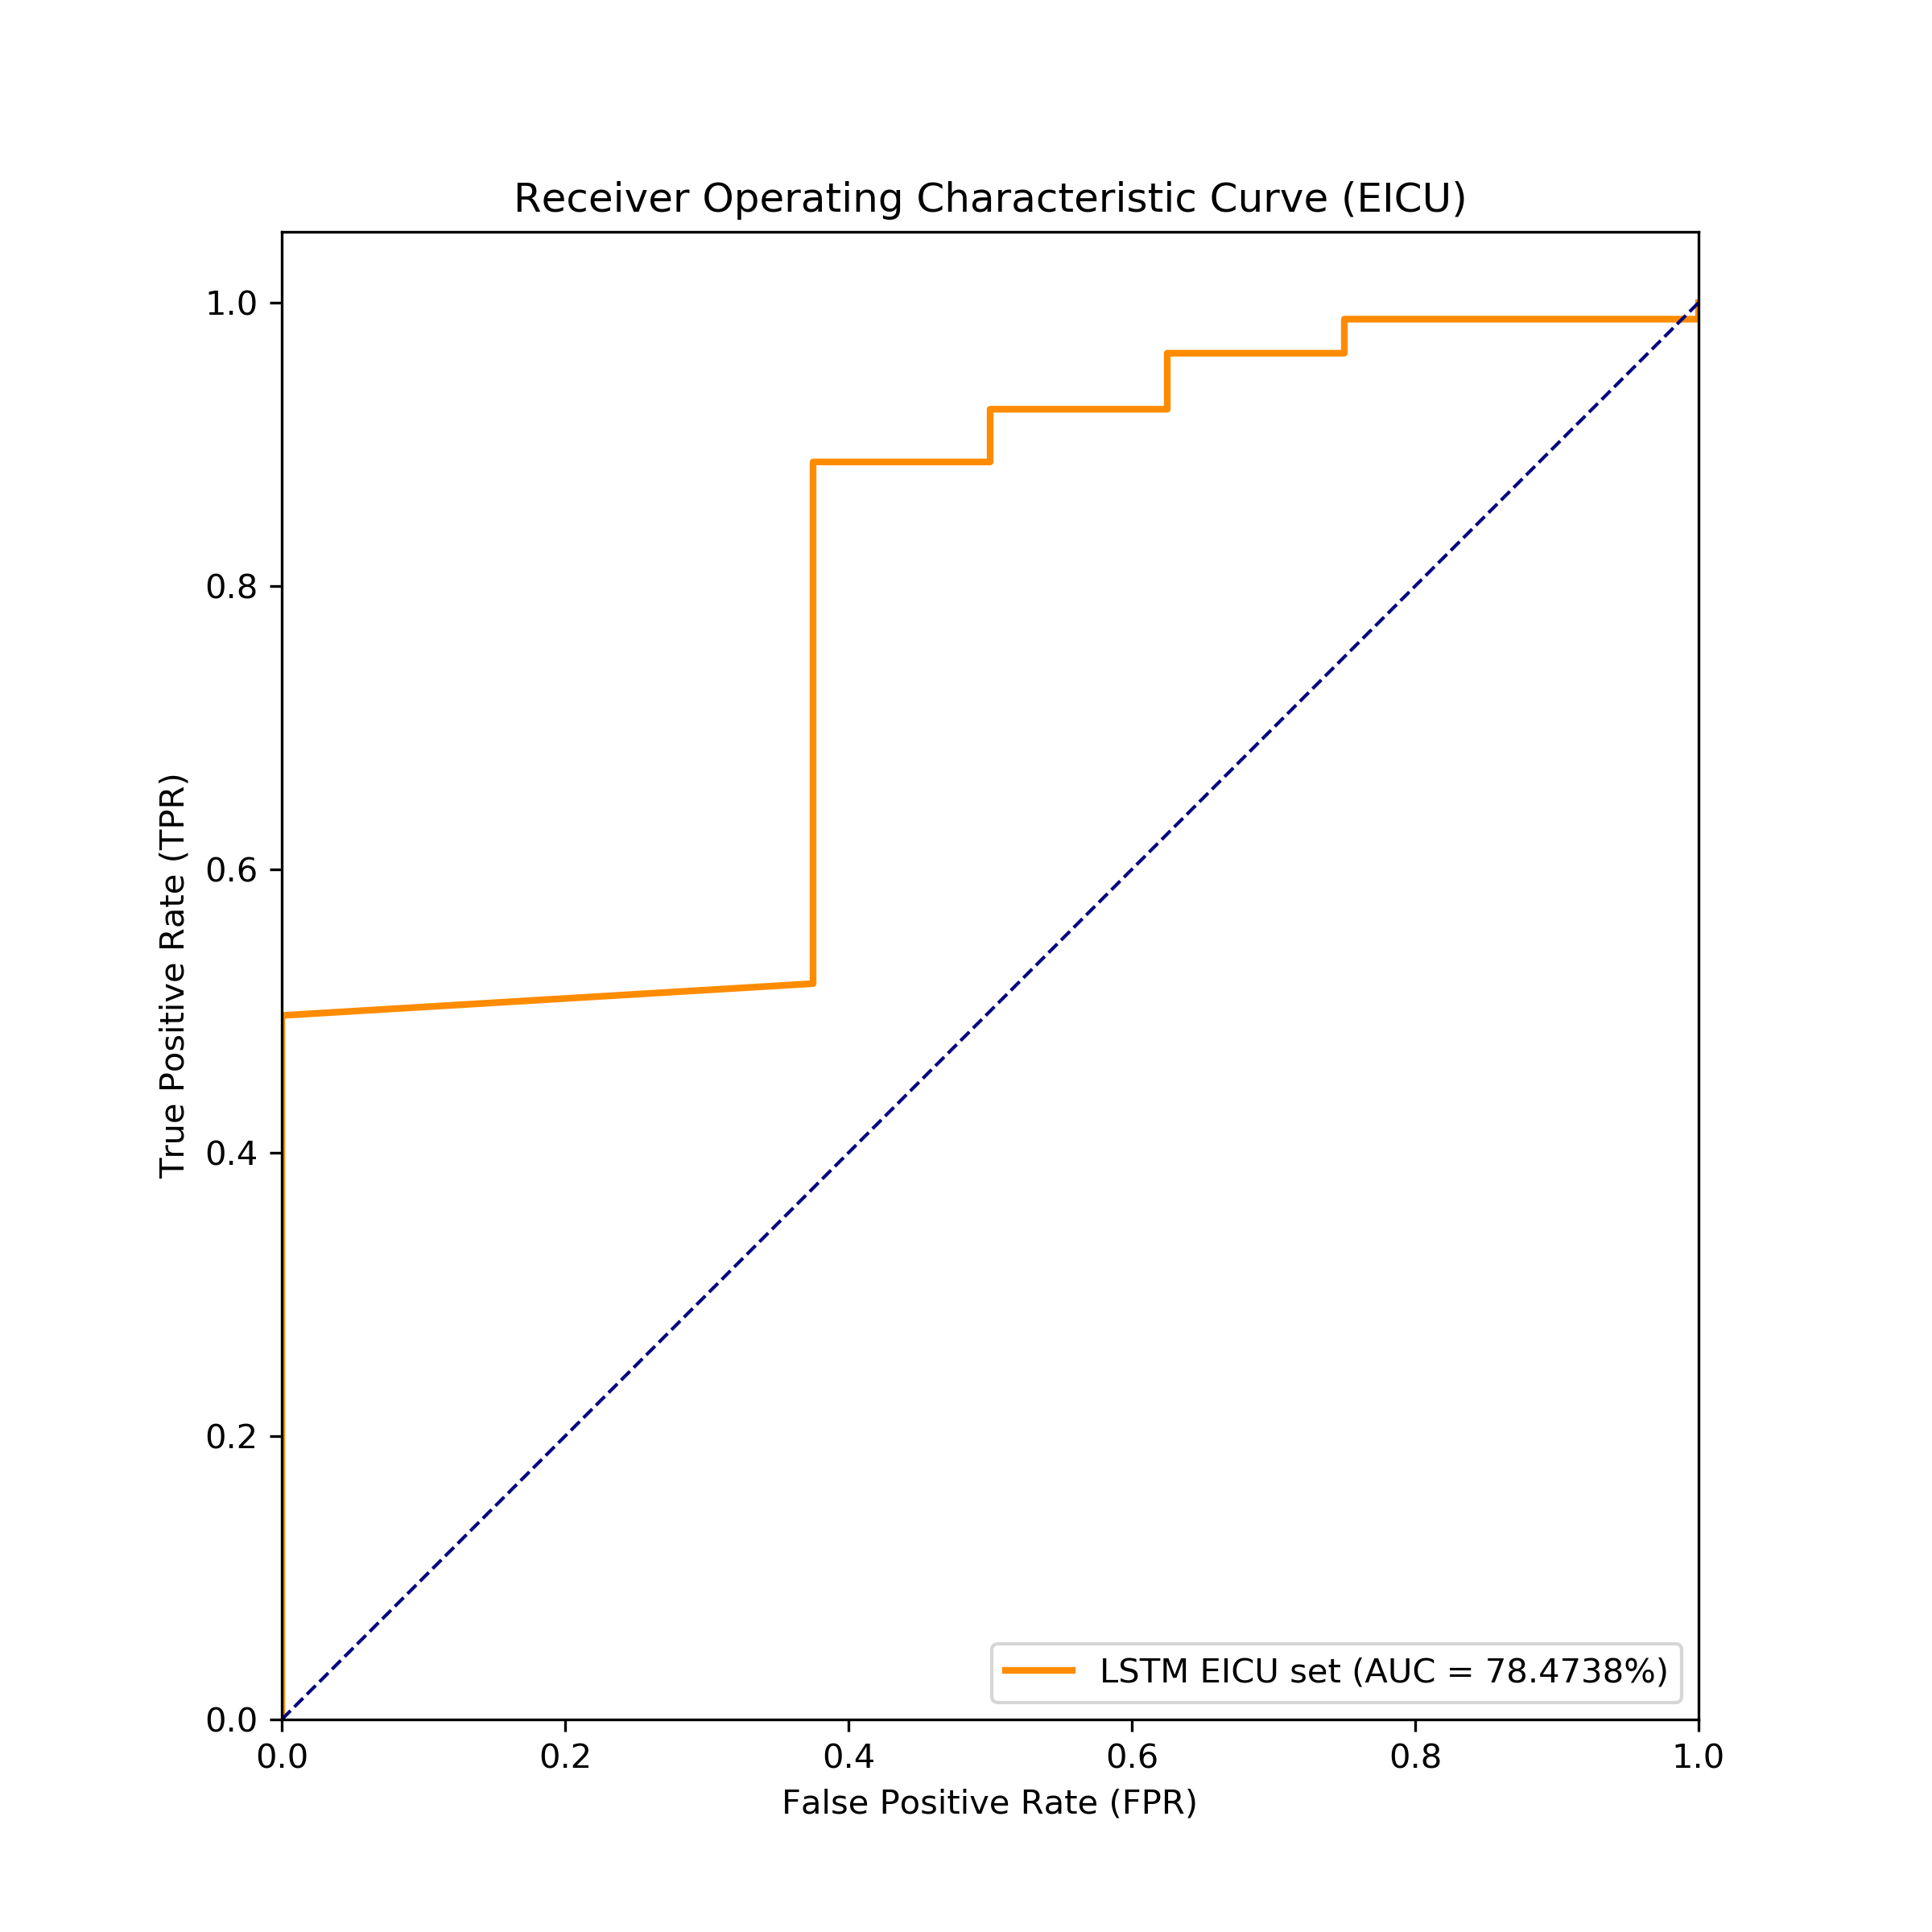 Receiver Operating Characteristic Curve (EICU)
True Positive Rate (TPR)
1.0
0.8
0.6
0.4
0.2
0.0
LSTM EICU set (AUC = 78.4738%)
0.0 0.2 0.4 0.6 0.8 1.0
False Positive Rate (FPR)